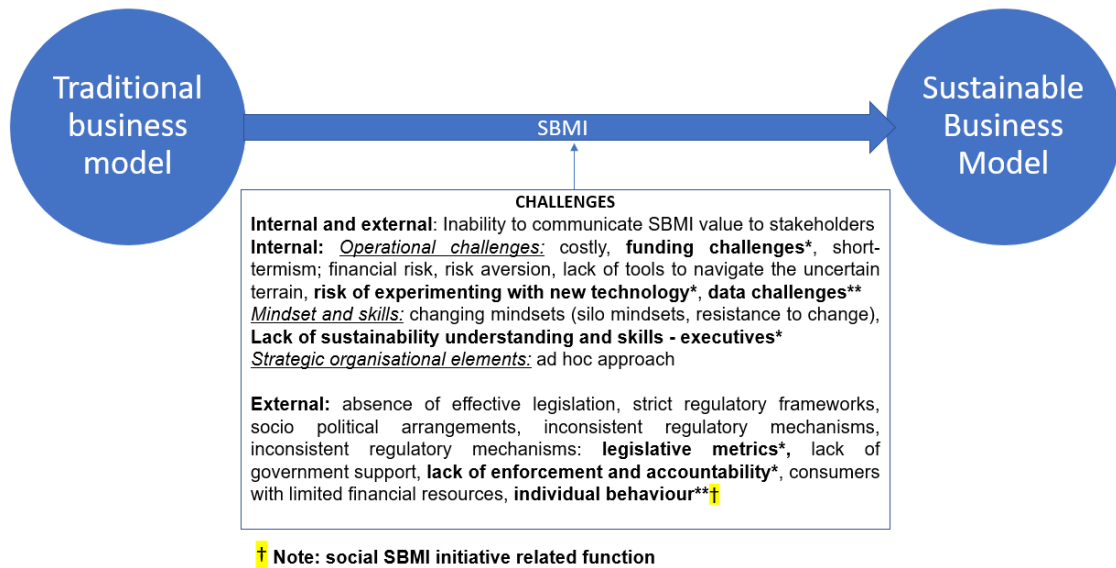 Traditional
business
model
SBMI
Sustainable
Business
Model
CHALLENGES
Internal and external: Inability to communicate SBMI value to stakeholders
Internal: Operational challenges: costly, funding challenges*, short-
termism; financial risk, risk aversion, lack of tools to navigate the uncertain
terrain, risk of experimenting with new technology*, data challenges**
Mindset and skills: changing mindsets (silo mindsets, resistance to change),
Lack of sustainability understanding and skills - executives*
Strategic organisational elements: ad hoc approach
External: absence of effective legislation, strict regulatory frameworks,
socio political arrangements, inconsistent regulatory mechanisms,
inconsistent regulatory mechanisms: legislative metrics*, lack of
government support, lack of enforcement and accountability*, consumers
with limited financial resources, individual behaviour**†
† Note: social SBMI initiative related function